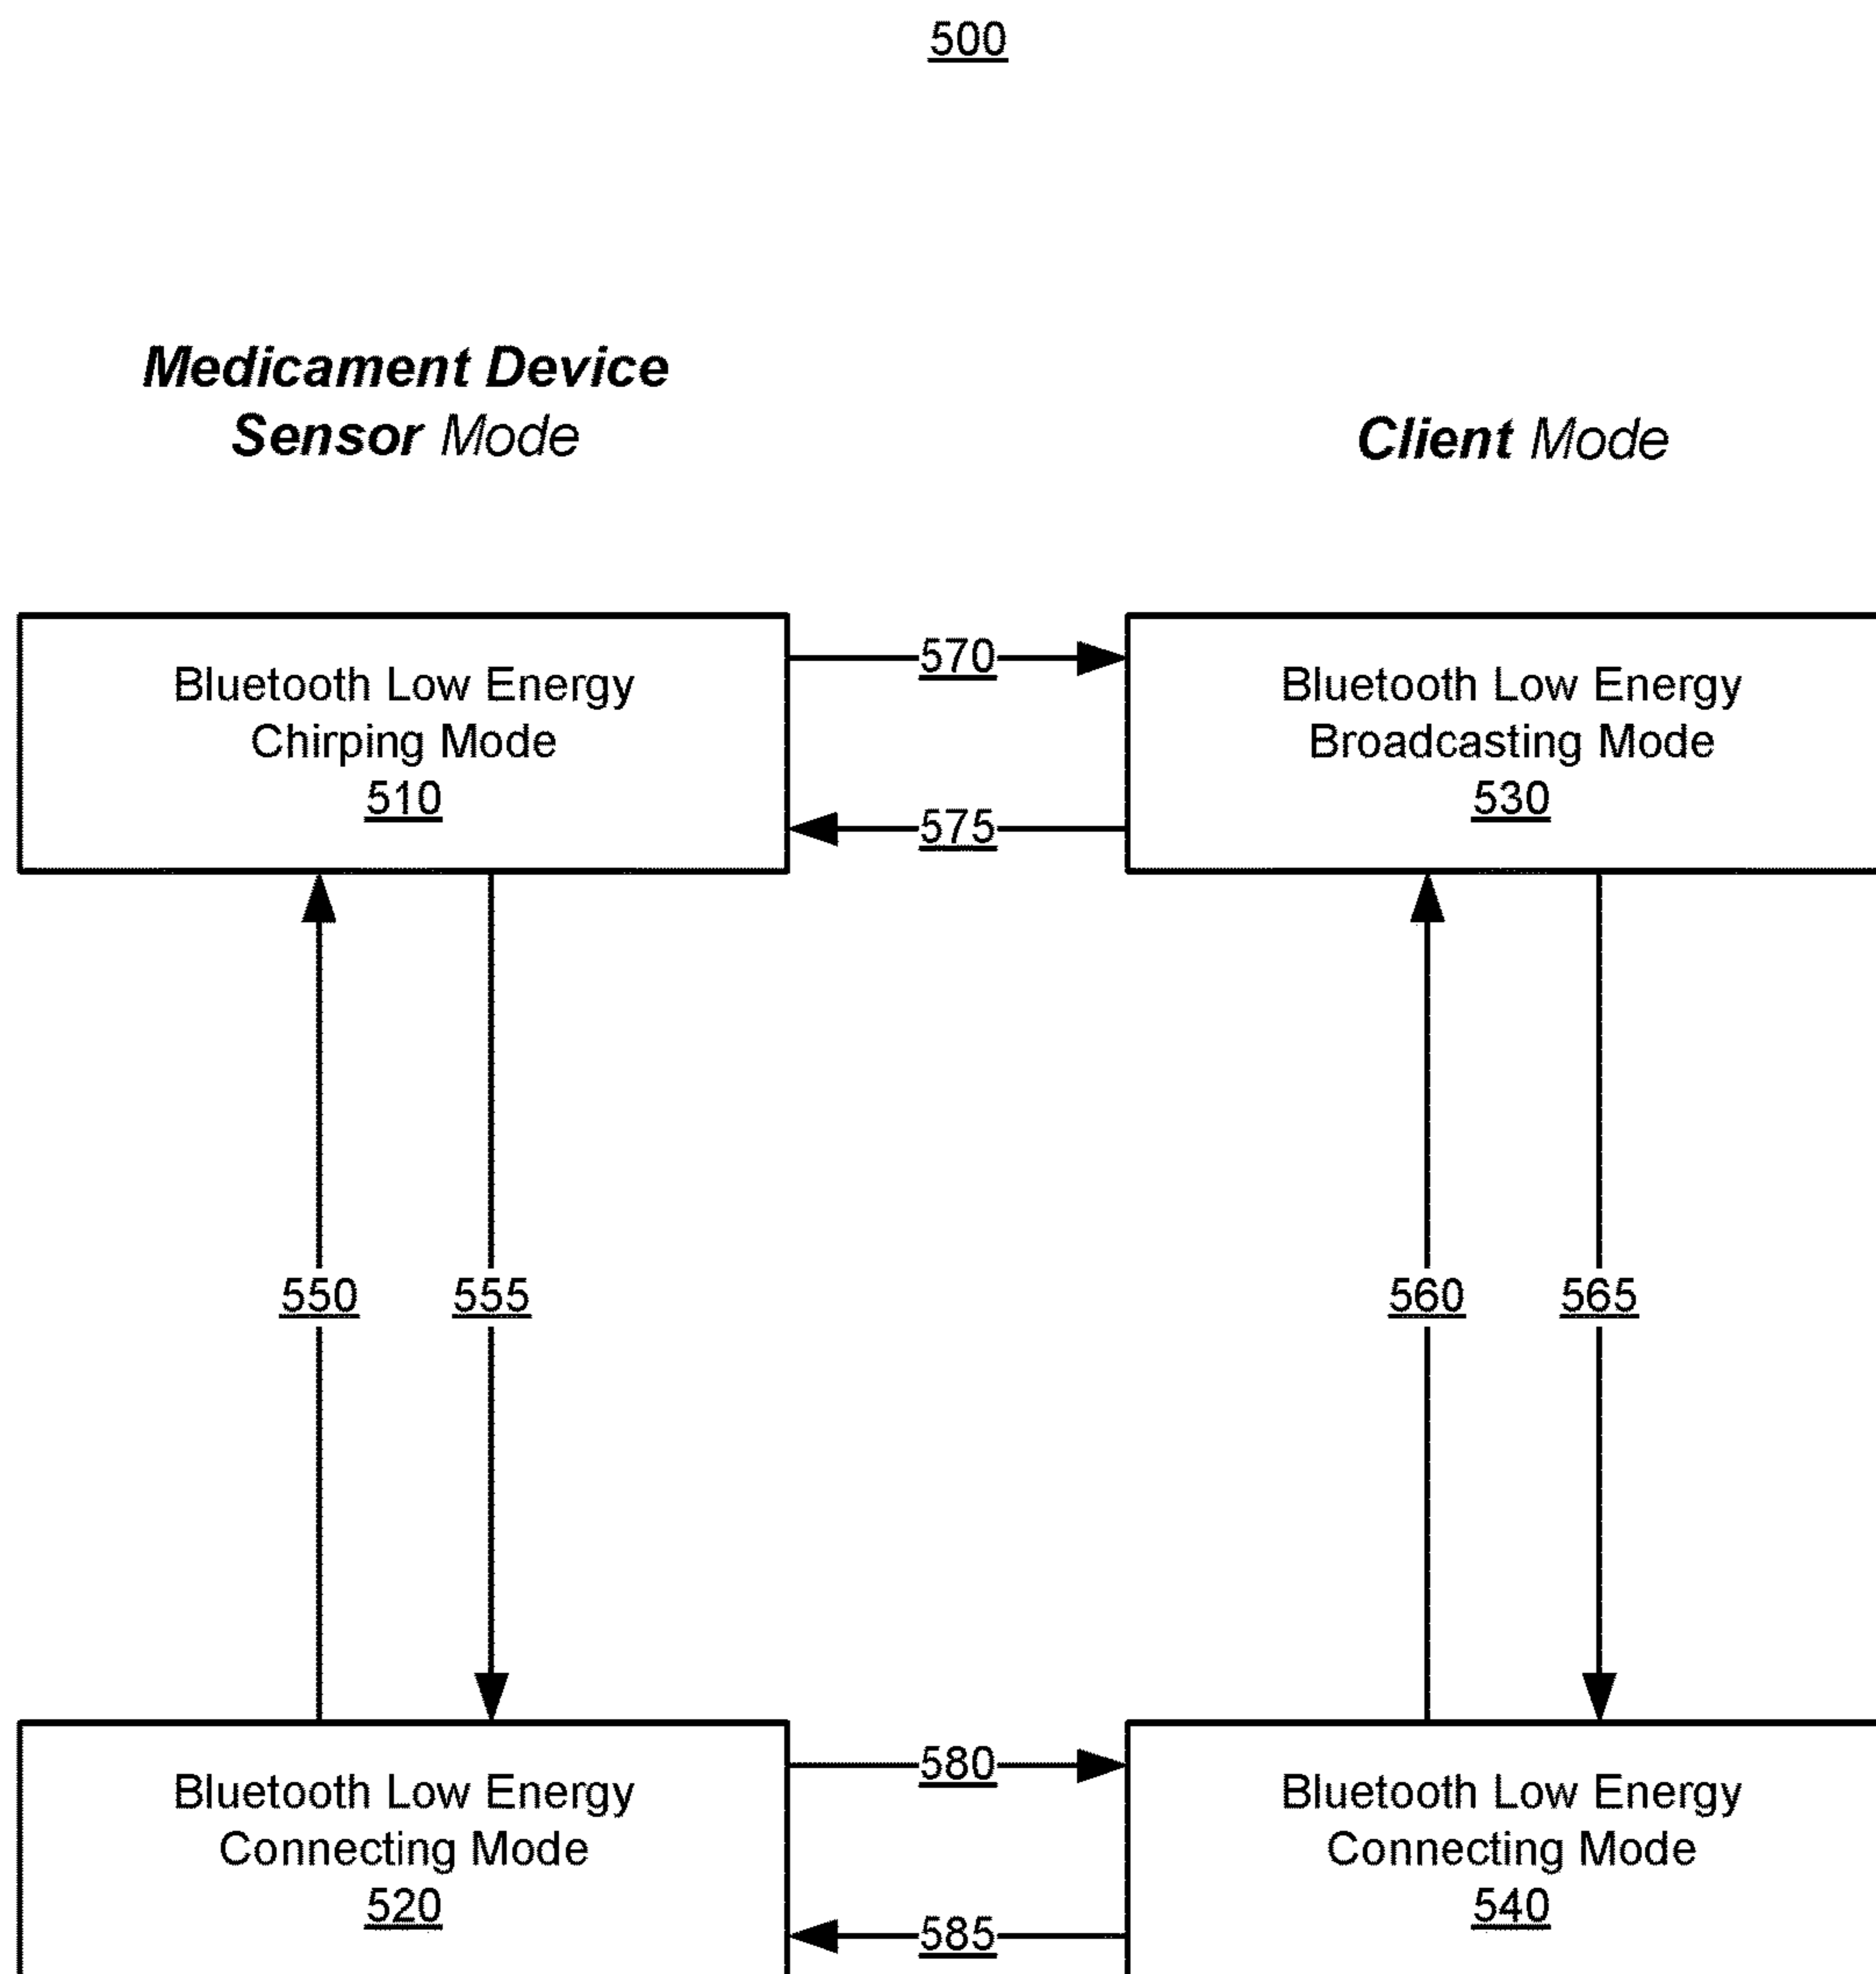 500
Medicament Device
Sensor Mode
Client Mode
Bluetooth Low Energy
Chirping Mode
510
570
575
Bluetooth Low Energy
Broadcasting Mode
530
550
555
560
565
Bluetooth Low Energy
Connecting Mode
520
580
585
Bluetooth Low Energy
Connecting Mode
540